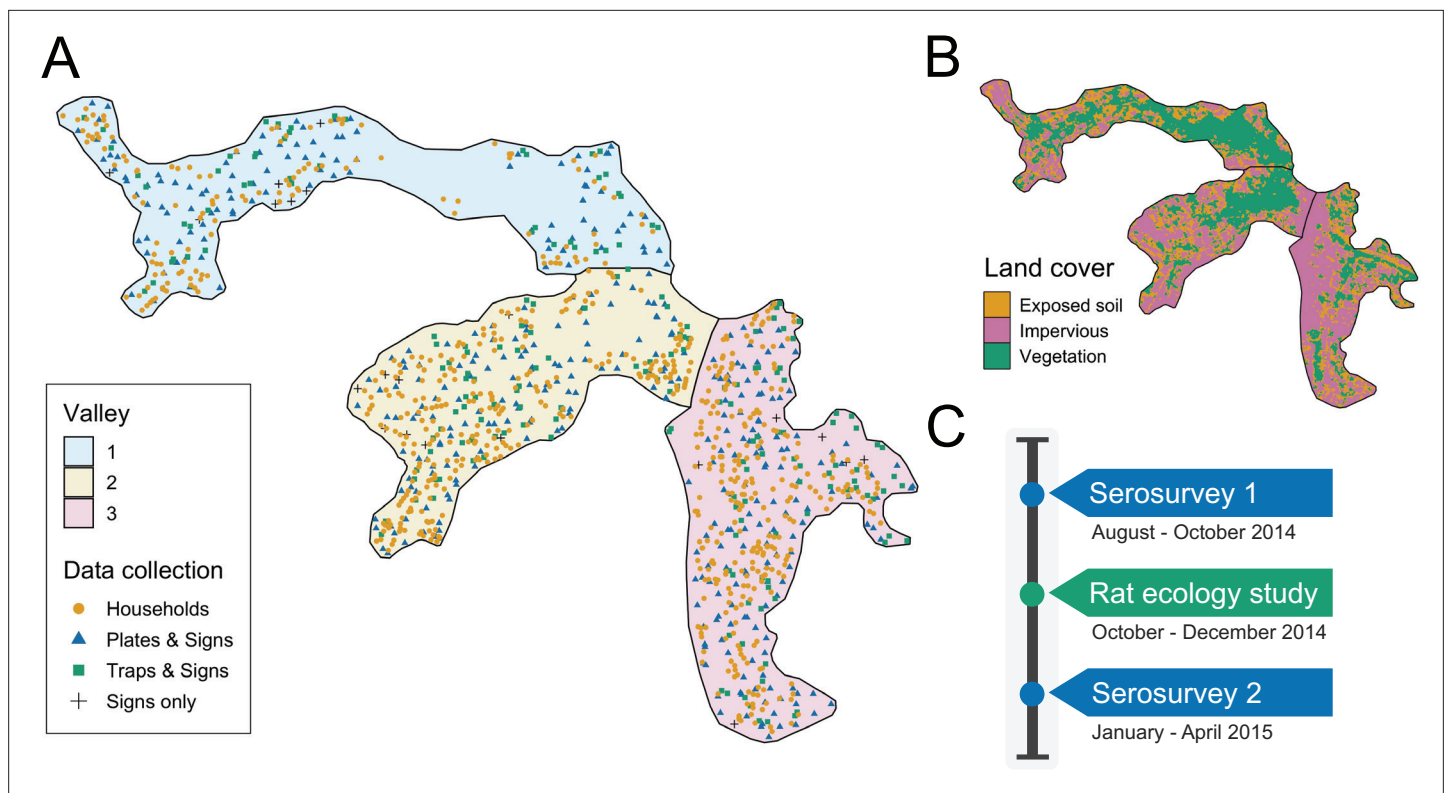 A
B
Land cover
Exposed soil
Impervious
Vegetation
Valley
1
2
3
Data collection
Households
Plates & Signs
Traps & Signs
Signs only
C
Serosurvey 1
August - October 2014
Rat ecology study
October - December 2014
Serosurvey 2
January - April 2015